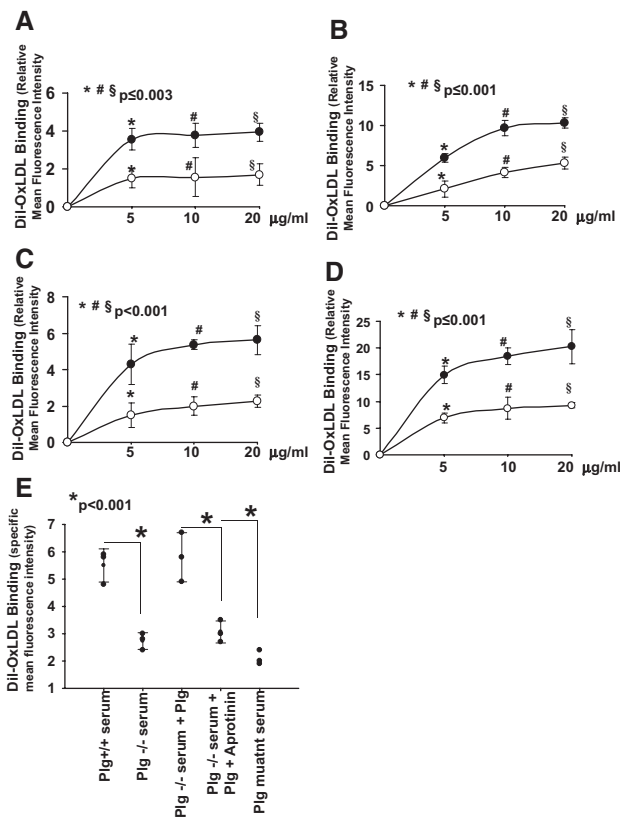 A
DiI-OxLDL Binding (Relative
Mean Fluorescence Intensity
* # § p≤0.003
6
4
2
0
*
#
§
*
#
§
5
10
20
µg/ml
B
DiI-OxLDL Binding (Relative
Mean Fluorescence Intensity
* # § p≤0.001
15
10
5
0
*
#
§
*
#
§
5
10
20
µg/ml
C
DiI-OxLDL Binding (Relative
Mean Fluorescence Intensity
* # § p<0.001
8
6
4
2
0
*
#
§
*
#
§
5
10
20
µg/ml
D
DiI-OxLDL Binding (Relative
Mean Fluorescence Intensity
* # § p≤0.001
25
20
15
10
5
0
*
#
§
*
#
§
5
10
20
µg/ml
E
DiI-OxLDL Binding (specific
mean fluorescence intensity)
* p<0.001
7
6
5
4
3
2
1
*
*
*
Plg+/+ serum
Plg -/- serum
Plg -/- serum + Plg
Plg -/- serum +
Plg + Aprotinin
Plg muatnt serum